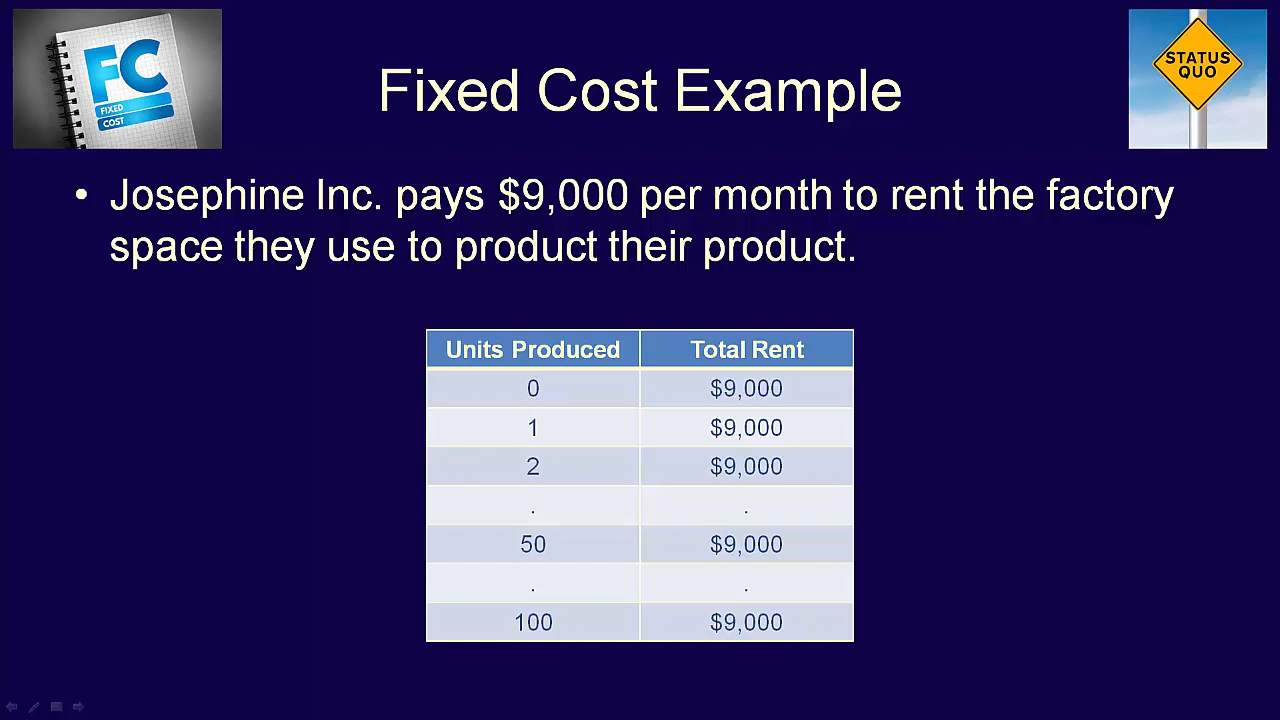 FC
FIXED
COST
Fixed Cost Example
STATUS
QUO
• Josephine Inc. pays $9,000 per month to rent the factory
space they use to product their product.
Units Produced Total Rent
0 $9,000
1 $9,000
2 $9,000
. .
50 $9,000
. .
100 $9,000